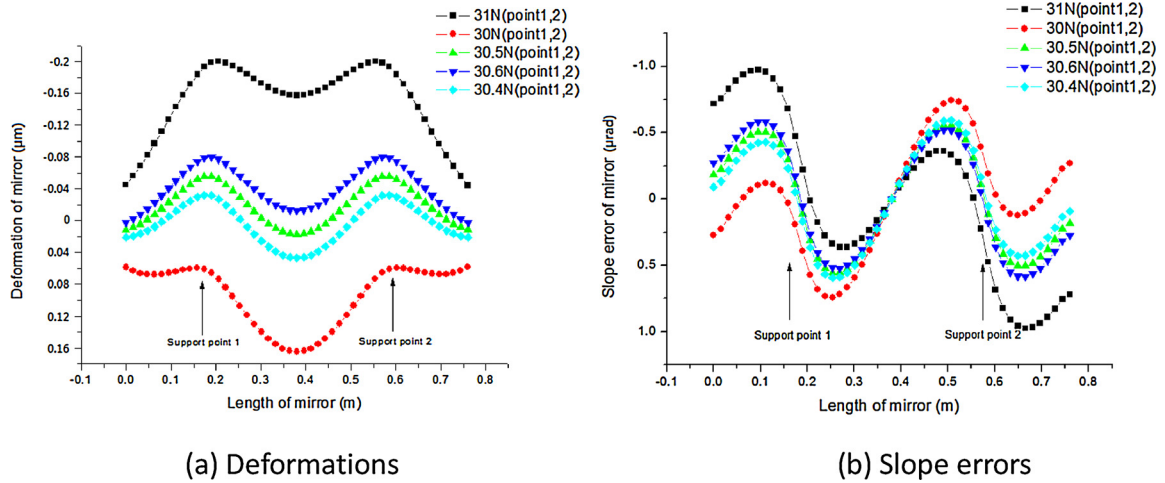 31N(point1,2)
30N(point1,2)
30.5N(point1,2)
30.6N(point1,2)
30.4N(point1,2)
Deformation of mirror (μm)
-0.2
-0.16
-0.12
-0.08
-0.04
0
0.04
0.08
0.12
0.16
Support point 1
Support point 2
-0.1 0.0 0.1 0.2 0.3 0.4 0.5 0.6 0.7 0.8
Length of mirror (m)
(a) Deformations
31N(point1,2)
30N(point1,2)
30.5N(point1,2)
30.6N(point1,2)
30.4N(point1,2)
Slope error of mirror (μrad)
-1.0
-0.5
0
0.5
1.0
Support point 1
Support point 2
-0.1 0.0 0.1 0.2 0.3 0.4 0.5 0.6 0.7 0.8
Length of mirror (m)
(b) Slope errors